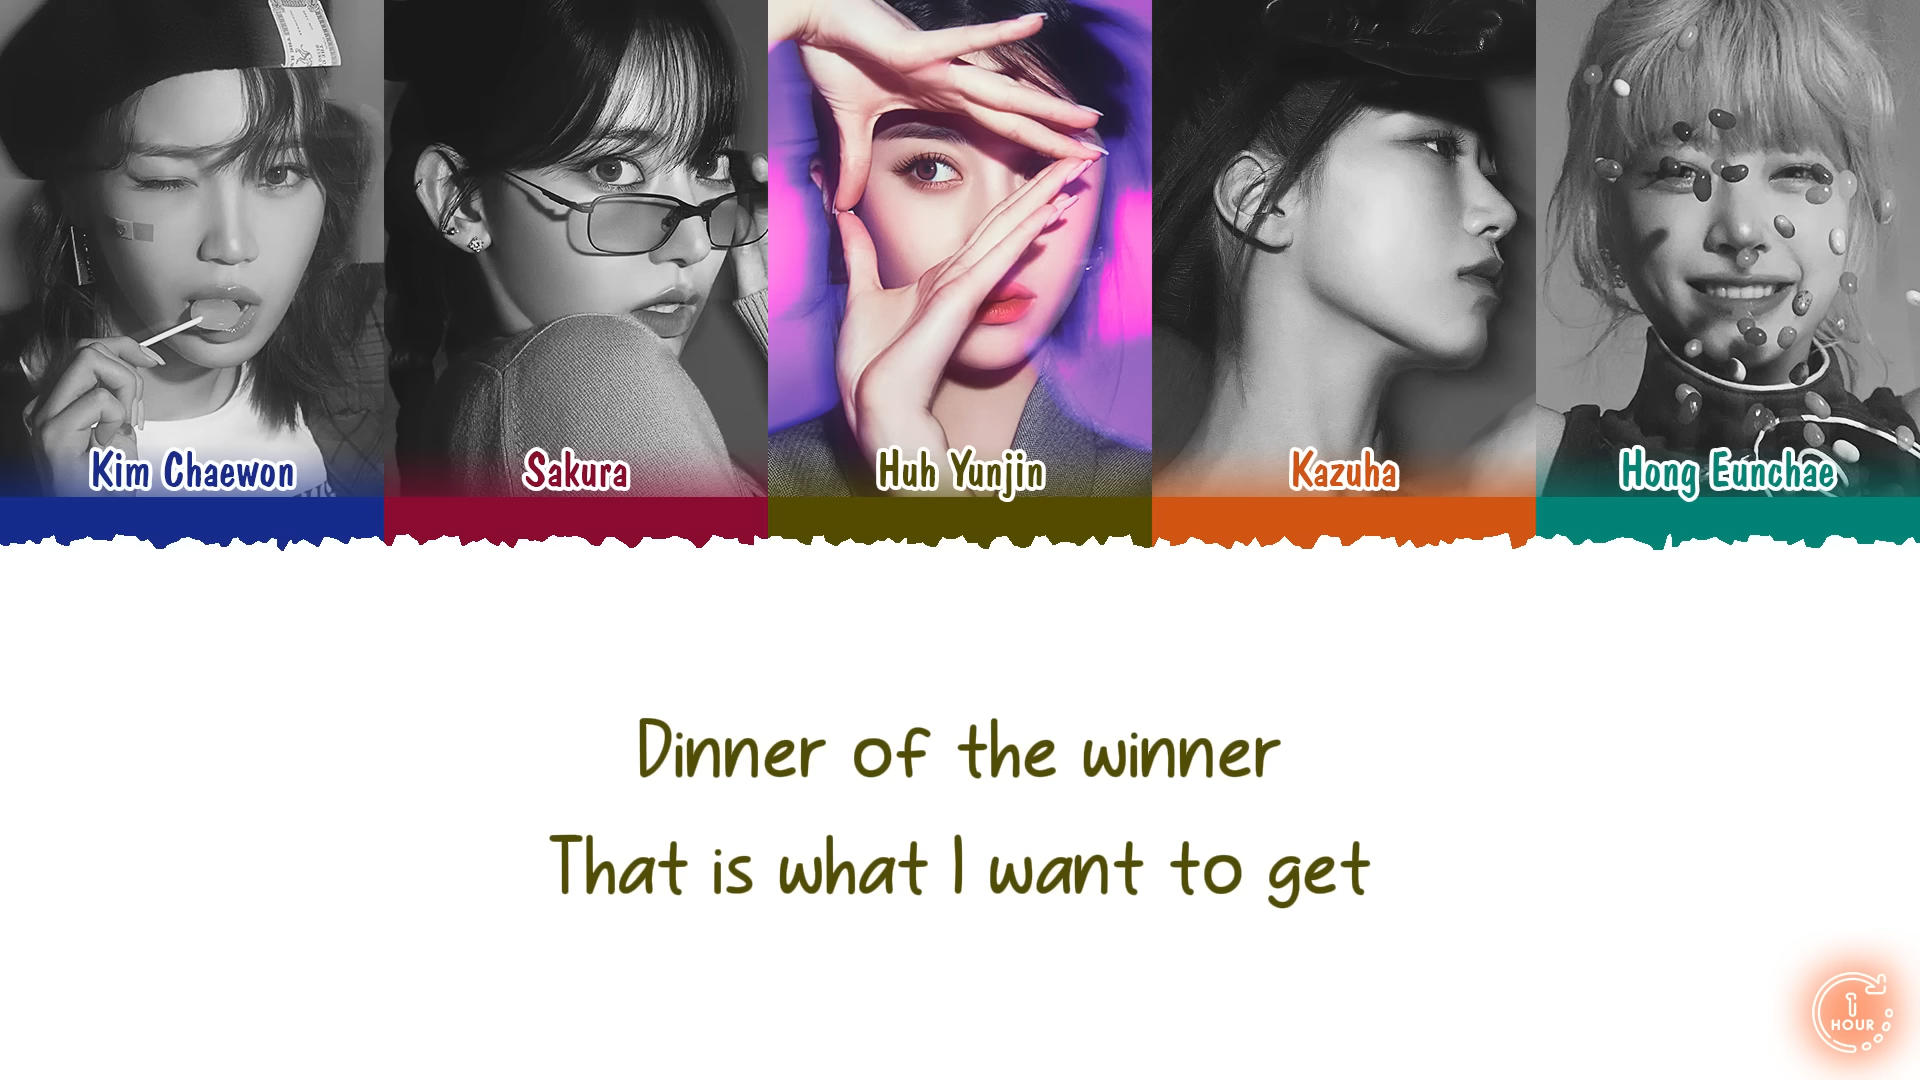 Kim Chaewon
Sakura
Huh Yunjin
Kazuha
Hong Eunchae
Dinner of the winner
That is what I want to get
1
HOUR